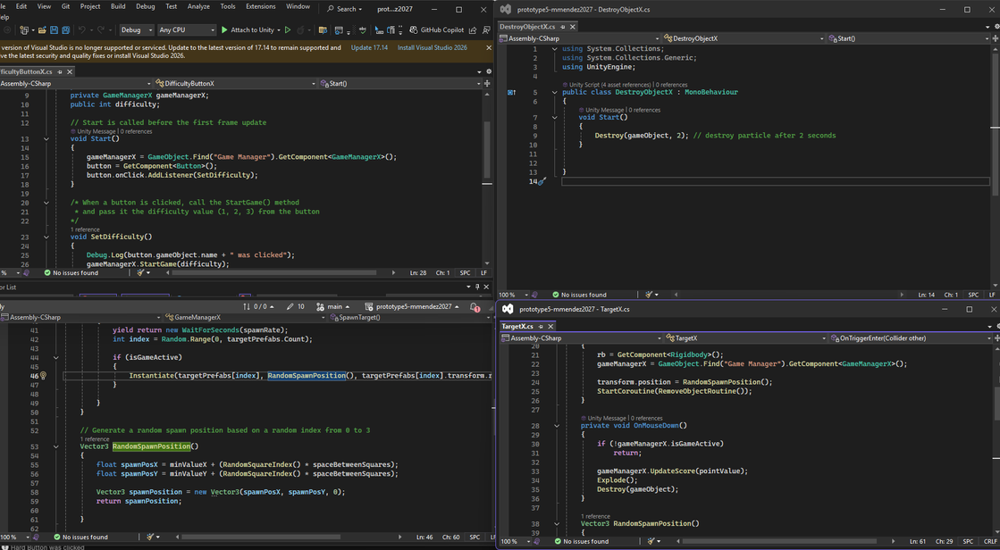 le Edit View Git Project Build Debug Test Analyze Tools Extensions Window Search prot...z2027
elp
Debug Any CPU Attach to Unity GitHub Copilot
version of Visual Studio is no longer supported or serviced. Update to the latest version of 17.14 to remain supported and Update 17.14 Install Visual Studio 2026
ve the latest security and quality fixes or install Visual Studio 2026.
fficultyButtonX.cs
Assembly-CSharp DifficultyButtonX Start()
9 private GameManagerX gameManagerX;
10 public int difficulty;
11
12 // Start is called before the first frame update
Unity Message | 0 references
13 void Start()
14 {
15 gameManagerX = GameObject.Find("Game Manager").GetComponent<GameManagerX>();
16 button = GetComponent<Button>();
17 button.onClick.AddListener(SetDifficulty);
18 }
19
20 /* When a button is clicked, call the StartGame() method
21 * and pass it the difficulty value (1, 2, 3) from the button
22 */
1 reference
23 void SetDifficulty()
24 {
25 Debug.Log(button.gameObject.name + " was clicked");
26 gameManagerX.StartGame(difficulty);
% No issues found Ln: 28 Ch: 1 SPC LF
or List
ly 0 / 0 10 main prototype5-mmendez2027 1
Assembly-CSharp GameManagerX SpawnTarget()
41 yield return new WaitForSeconds(spawnRate);
42 int index = Random.Range(0, targetPrefabs.Count);
43
44 if (isGameActive)
45 {
46 Instantiate(targetPrefabs[index], RandomSpawnPosition(), targetPrefabs[index].transform.r
47 }
48
49 }
50 }
51
52 // Generate a random spawn position based on a random index from 0 to 3
1 reference
53 Vector3 RandomSpawnPosition()
54 {
55 float spawnPosX = minValueX + (RandomSquareIndex() * spaceBetweenSquares);
56 float spawnPosY = minValueY + (RandomSquareIndex() * spaceBetweenSquares);
57
58 Vector3 spawnPosition = new Vector3(spawnPosX, spawnPosY, 0);
59 return spawnPosition;
60
61 }
62
100 % No issues found Ln: 46 Ch: 60 SPC LF
Hard Button was clicked
prototype5-mmendez2027 - DestroyObjectX.cs
DestroyObjectX.cs
Assembly-CSharp DestroyObjectX Start()
1 using System.Collections;
2 using System.Collections.Generic;
3 using UnityEngine;
4
Unity Script (4 asset references) | 0 references
5 public class DestroyObjectX : MonoBehaviour
6 {
Unity Message | 0 references
7 void Start()
8 {
9 Destroy(gameObject, 2); // destroy particle after 2 seconds
10 }
11
12
13 }
14
100 % No issues found Ln: 14 Ch: 1 SPC LF
prototype5-mmendez2027 - TargetX.cs
TargetX.cs
Assembly-CSharp TargetX OnTriggerEnter(Collider other)
20 {
21 rb = GetComponent<Rigidbody>();
22 gameManagerX = GameObject.Find("Game Manager").GetComponent<GameManagerX>();
23
24 transform.position = RandomSpawnPosition();
25 StartCoroutine(RemoveObjectRoutine());
26 }
27
Unity Message | 0 references
28 private void OnMouseDown()
29 {
30 if (!gameManagerX.isGameActive)
31 return;
32
33 gameManagerX.UpdateScore(pointValue);
34 Explode();
35 Destroy(gameObject);
36 }
37
1 reference
38 Vector3 RandomSpawnPosition()
39 {
100 % No issues found Ln: 61 Ch: 29 SPC CRLF